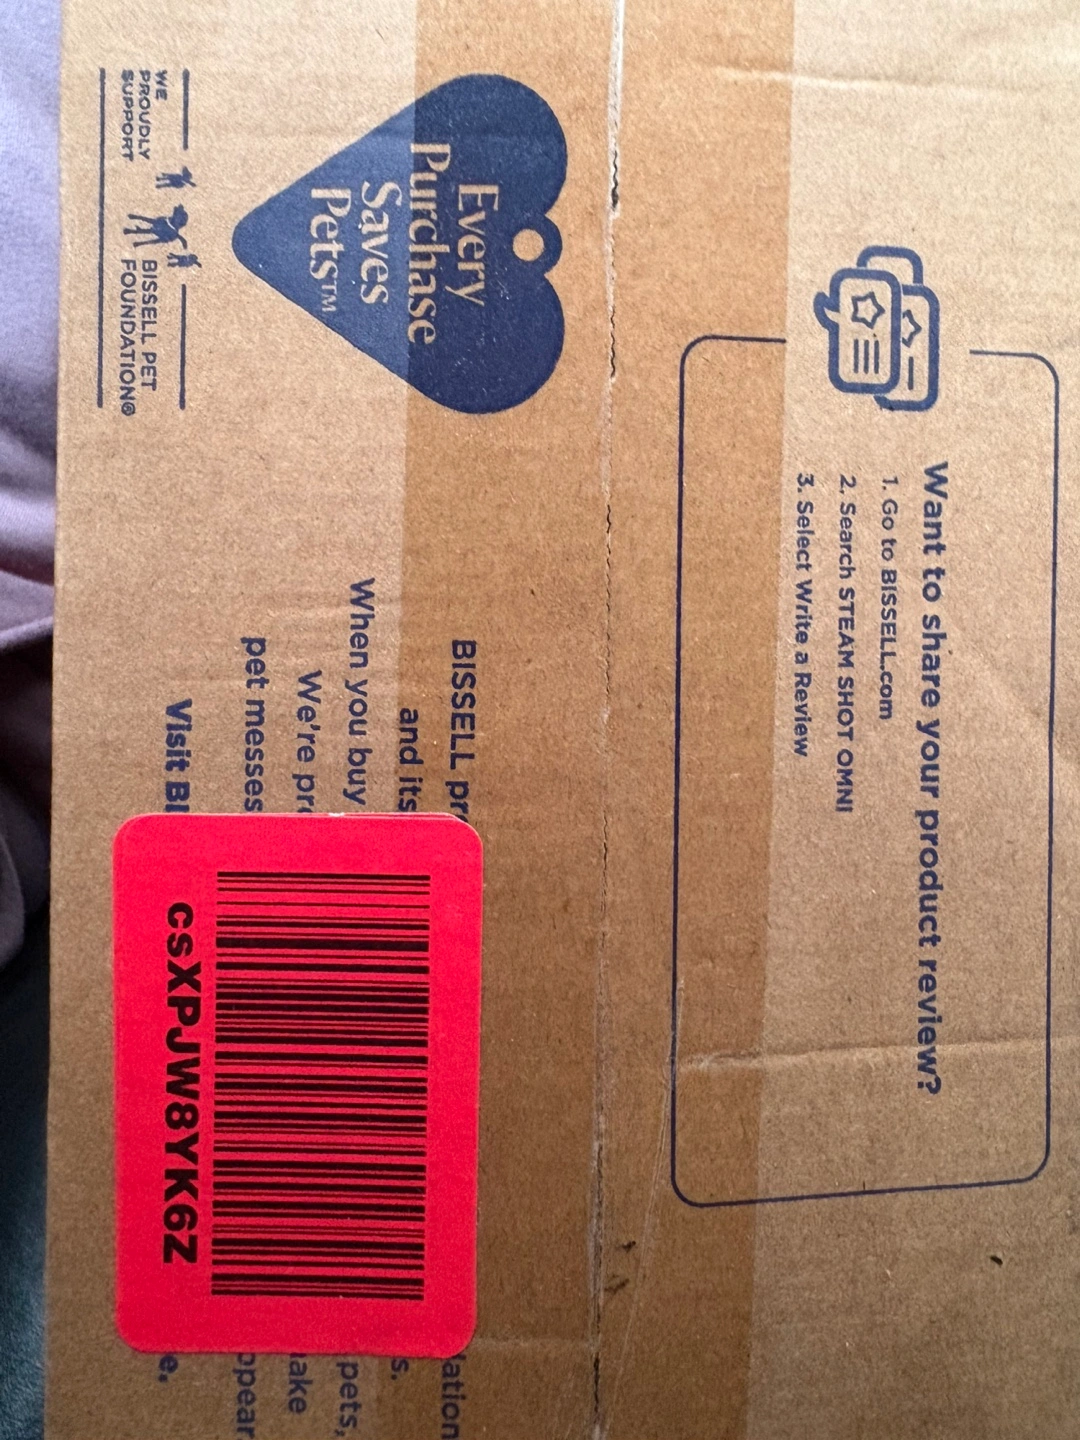 Want to share your product review?
1. Go to BISSELL.com
2. Search STEAM SHOT OMNI
3. Select Write a Review
Every
Purchase
Saves
Pets™
WE
PROUDLY
SUPPORT
BISSELL PET
FOUNDATION®
BISSELL
and its
When you buy pets,
We're
pet messes
Visit
csXPJW8YK6Z